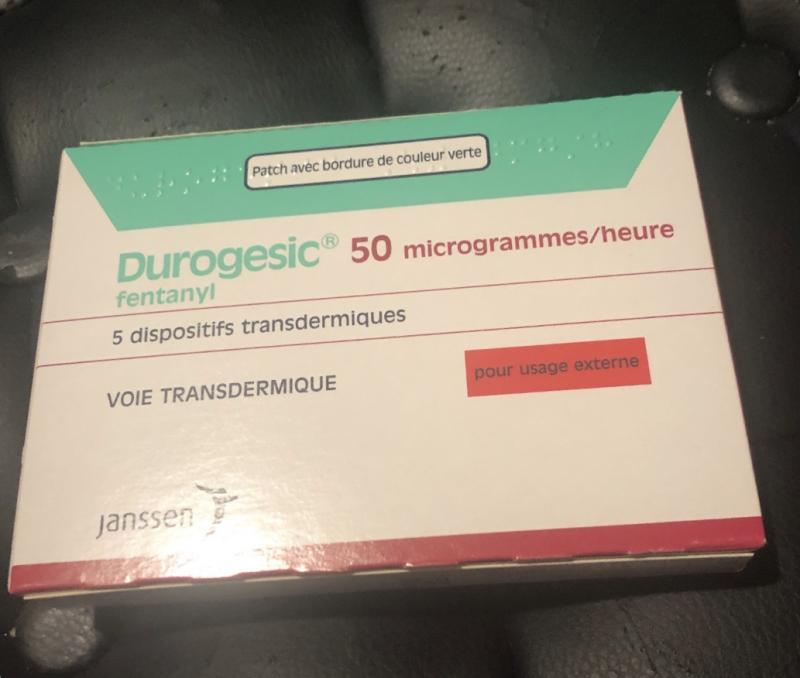 Patch avec bordure de couleur verte
Durogesic® 50 microgrammes/heure
fentanyl
5 dispositifs transdermiques
pour usage externe
VOIE TRANSDERMIQUE
janssen